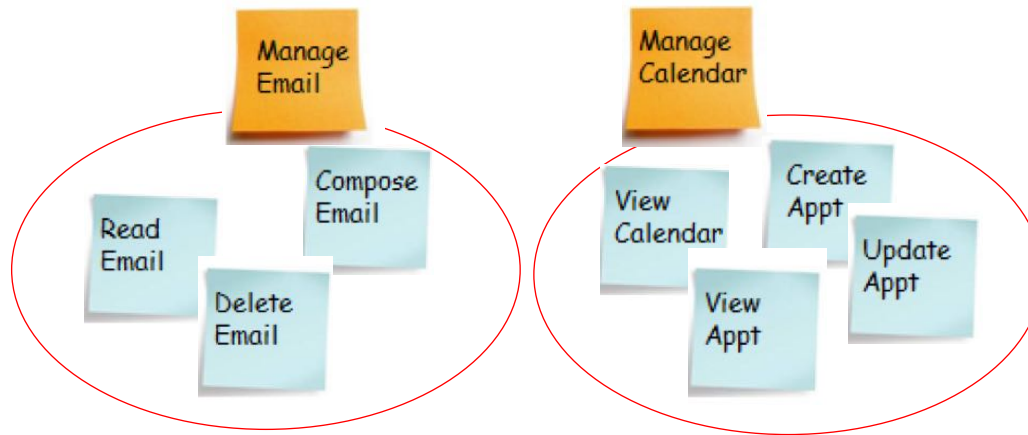 Manage
Email
Compose
Email
Read
Email
Delete
Email
Manage
Calendar
View
Calendar
Create
Appt
Update
Appt
View
Appt